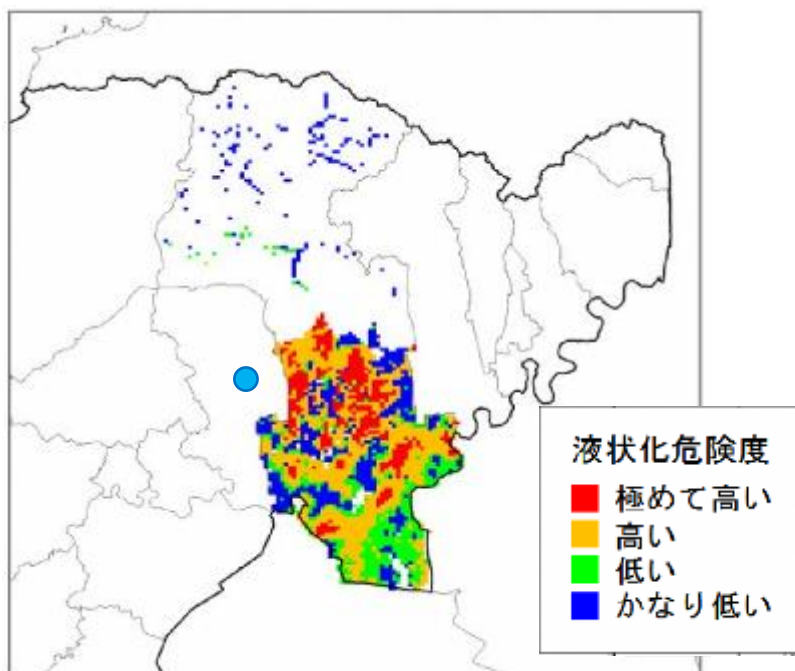 液状化危険度
極めて高い
高い
低い
かなり低い